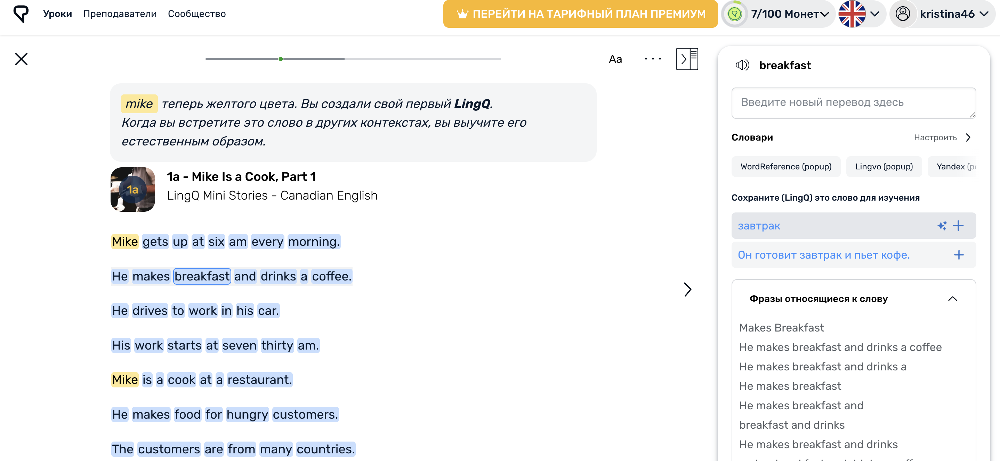 Уроки Преподаватели Сообщество ПЕРЕЙТИ НА ТАРИФНЫЙ ПЛАН ПРЕМИУМ 7/100 Монет kristina46
Aa
mike теперь желтого цвета. Вы создали свой первый LingQ.
Когда вы встретите это слово в других контекстах, вы выучите его
естественным образом.
1a
1a - Mike Is a Cook, Part 1
LingQ Mini Stories - Canadian English
Mike gets up at six am every morning.
He makes breakfast and drinks a coffee.
He drives to work in his car.
His work starts at seven thirty am.
Mike is a cook at a restaurant.
He makes food for hungry customers.
The customers are from many countries.
breakfast
Введите новый перевод здесь
Словари Настроить
WordReference (popup) Lingvo (popup) Yandex
Сохраните (LingQ) это слово для изучения
завтрак
Он готовит завтрак и пьет кофе.
Фразы относящиеся к слову
Makes Breakfast
He makes breakfast and drinks a coffee
He makes breakfast and drinks a
He makes breakfast
He makes breakfast and
breakfast and drinks
He makes breakfast and drinks